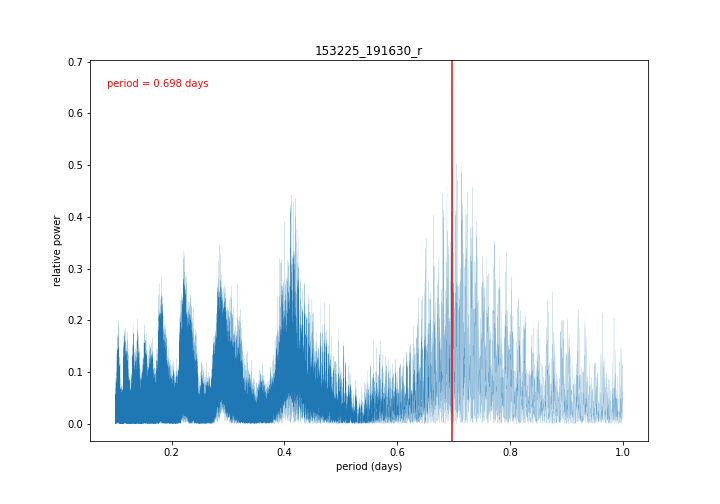 153225_191630_r
period = 0.698 days
relative power
0.7
0.6
0.5
0.4
0.3
0.2
0.1
0.0
0.2 0.4 0.6 0.8 1.0
period (days)